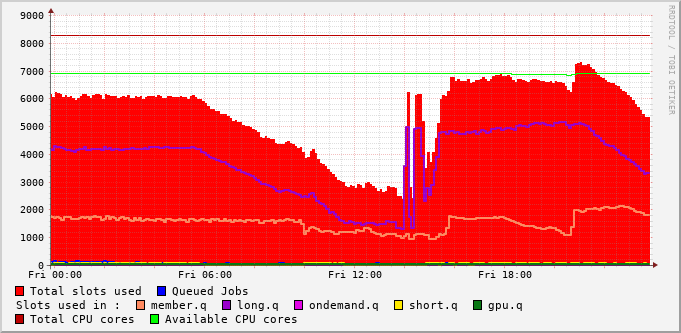 RRDTOOL / TOBI OETIKER
9000
8000
7000
6000
5000
4000
3000
2000
1000
0
Fri 00:00 Fri 06:00 Fri 12:00 Fri 18:00
Total slots used Queued Jobs
Slots used in : member.q long.q ondemand.q short.q gpu.q
Total CPU cores Available CPU cores